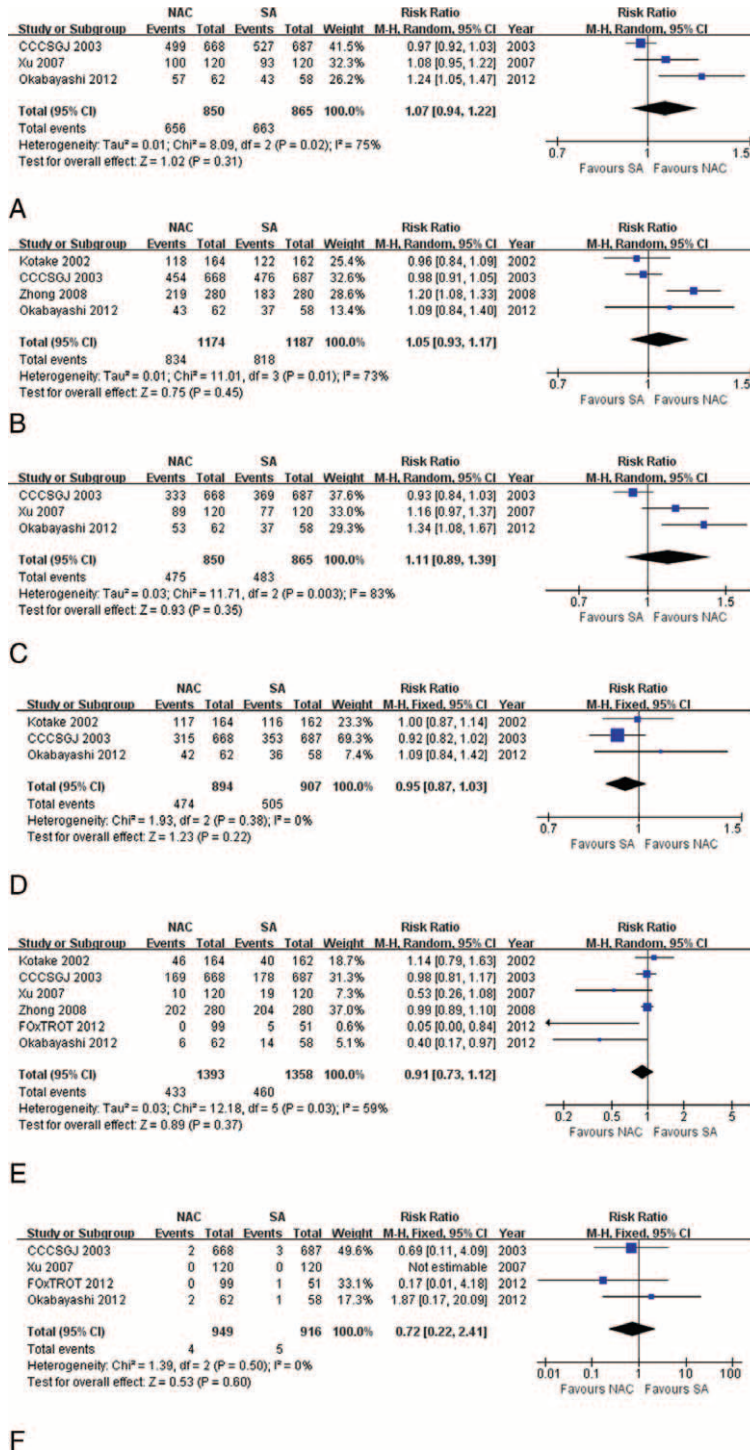 NAC SA Risk Ratio Risk Ratio
Study or Subgroup Events Total Events Total Weight M-H, Random, 95% CI Year M-H, Random, 95% CI
CCCSGJ 2003 499 668 527 687 41.5% 0.97 [0.92, 1.03] 2003
Xu 2007 100 120 93 120 32.3% 1.08 [0.95, 1.22] 2007
Okabayashi 2012 57 62 43 58 26.2% 1.24 [1.05, 1.47] 2012
Total (95% CI) 850 865 100.0% 1.07 [0.94, 1.22]
Total events 656 663
Heterogeneity: Tau² = 0.01; Chi² = 8.09, df = 2 (P = 0.02); I² = 75%
Test for overall effect: Z = 1.02 (P = 0.31)
0.7 1 1.5
Favours SA Favours NAC
A
NAC SA Risk Ratio Risk Ratio
Study or Subgroup Events Total Events Total Weight M-H, Random, 95% CI Year M-H, Random, 95% CI
Kotake 2002 118 164 122 162 25.4% 0.96 [0.84, 1.09] 2002
CCCSGJ 2003 454 668 476 687 32.6% 0.98 [0.91, 1.05] 2003
Zhong 2008 219 280 183 280 28.6% 1.20 [1.08, 1.33] 2008
Okabayashi 2012 43 62 37 58 13.4% 1.09 [0.84, 1.40] 2012
Total (95% CI) 1174 1187 100.0% 1.05 [0.93, 1.17]
Total events 834 818
Heterogeneity: Tau² = 0.01; Chi² = 11.01, df = 3 (P = 0.01); I² = 73%
Test for overall effect: Z = 0.75 (P = 0.45)
0.7 1 1.5
Favours SA Favours NAC
B
NAC SA Risk Ratio Risk Ratio
Study or Subgroup Events Total Events Total Weight M-H, Random, 95% CI Year M-H, Random, 95% CI
CCCSGJ 2003 333 668 369 687 37.6% 0.93 [0.84, 1.03] 2003
Xu 2007 89 120 77 120 33.0% 1.16 [0.97, 1.37] 2007
Okabayashi 2012 53 62 37 58 29.3% 1.34 [1.08, 1.67] 2012
Total (95% CI) 850 865 100.0% 1.11 [0.89, 1.39]
Total events 475 483
Heterogeneity: Tau² = 0.03; Chi² = 11.71, df = 2 (P = 0.003); I² = 83%
Test for overall effect: Z = 0.93 (P = 0.35)
0.7 1 1.5
Favours SA Favours NAC
C
NAC SA Risk Ratio Risk Ratio
Study or Subgroup Events Total Events Total Weight M-H, Fixed, 95% CI Year M-H, Fixed, 95% CI
Kotake 2002 117 164 116 162 23.3% 1.00 [0.87, 1.14] 2002
CCCSGJ 2003 315 668 353 687 69.3% 0.92 [0.82, 1.02] 2003
Okabayashi 2012 42 62 36 58 7.4% 1.09 [0.84, 1.42] 2012
Total (95% CI) 894 907 100.0% 0.95 [0.87, 1.03]
Total events 474 505
Heterogeneity: Chi² = 1.93, df = 2 (P = 0.38); I² = 0%
Test for overall effect: Z = 1.23 (P = 0.22)
0.7 1 1.5
Favours SA Favours NAC
D
NAC SA Risk Ratio Risk Ratio
Study or Subgroup Events Total Events Total Weight M-H, Random, 95% CI Year M-H, Random, 95% CI
Kotake 2002 46 164 40 162 18.7% 1.14 [0.79, 1.63] 2002
CCCSGJ 2003 169 668 178 687 31.3% 0.98 [0.81, 1.17] 2003
Xu 2007 10 120 19 120 7.3% 0.53 [0.26, 1.08] 2007
Zhong 2008 202 280 204 280 37.0% 0.99 [0.89, 1.10] 2008
FOxTROT 2012 0 99 5 51 0.6% 0.05 [0.00, 0.84] 2012
Okabayashi 2012 6 62 14 58 5.1% 0.40 [0.17, 0.97] 2012
Total (95% CI) 1393 1358 100.0% 0.91 [0.73, 1.12]
Total events 433 460
Heterogeneity: Tau² = 0.03; Chi² = 12.18, df = 5 (P = 0.03); I² = 59%
Test for overall effect: Z = 0.89 (P = 0.37)
0.2 0.5 1 2 5
Favours NAC Favours SA
E
NAC SA Risk Ratio Risk Ratio
Study or Subgroup Events Total Events Total Weight M-H, Fixed, 95% CI Year M-H, Fixed, 95% CI
CCCSGJ 2003 2 668 3 687 49.6% 0.69 [0.11, 4.09] 2003
Xu 2007 0 120 0 120 Not estimable 2007
FOxTROT 2012 0 99 1 51 33.1% 0.17 [0.01, 4.18] 2012
Okabayashi 2012 2 62 1 58 17.3% 1.87 [0.17, 20.09] 2012
Total (95% CI) 949 916 100.0% 0.72 [0.22, 2.41]
Total events 4 5
Heterogeneity: Chi² = 1.39, df = 2 (P = 0.50); I² = 0%
Test for overall effect: Z = 0.53 (P = 0.60)
0.01 0.1 1 10 100
Favours NAC Favours SA
F